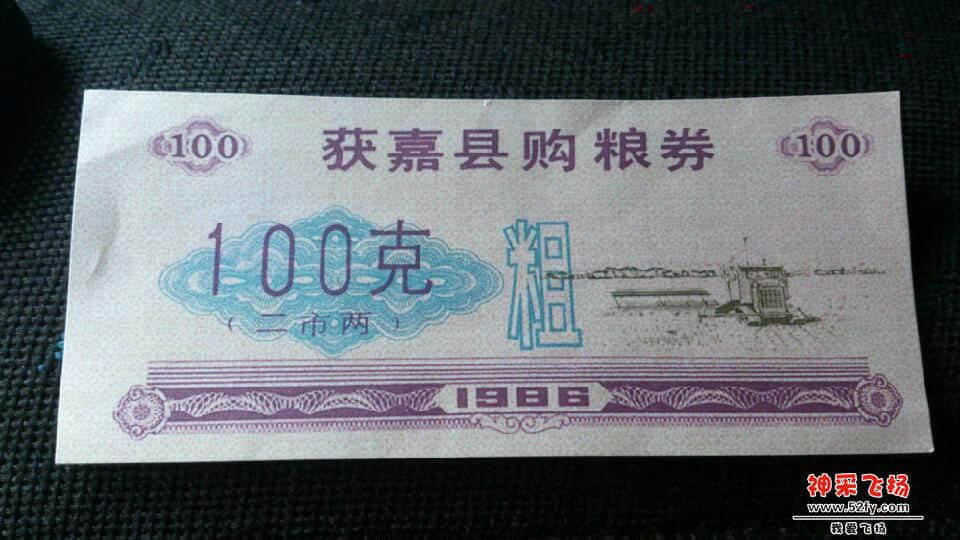 100 获嘉县购粮券 100
100克 粗
(二市两)
1986
神采飞扬
www.52fy.com
我爱飞扬